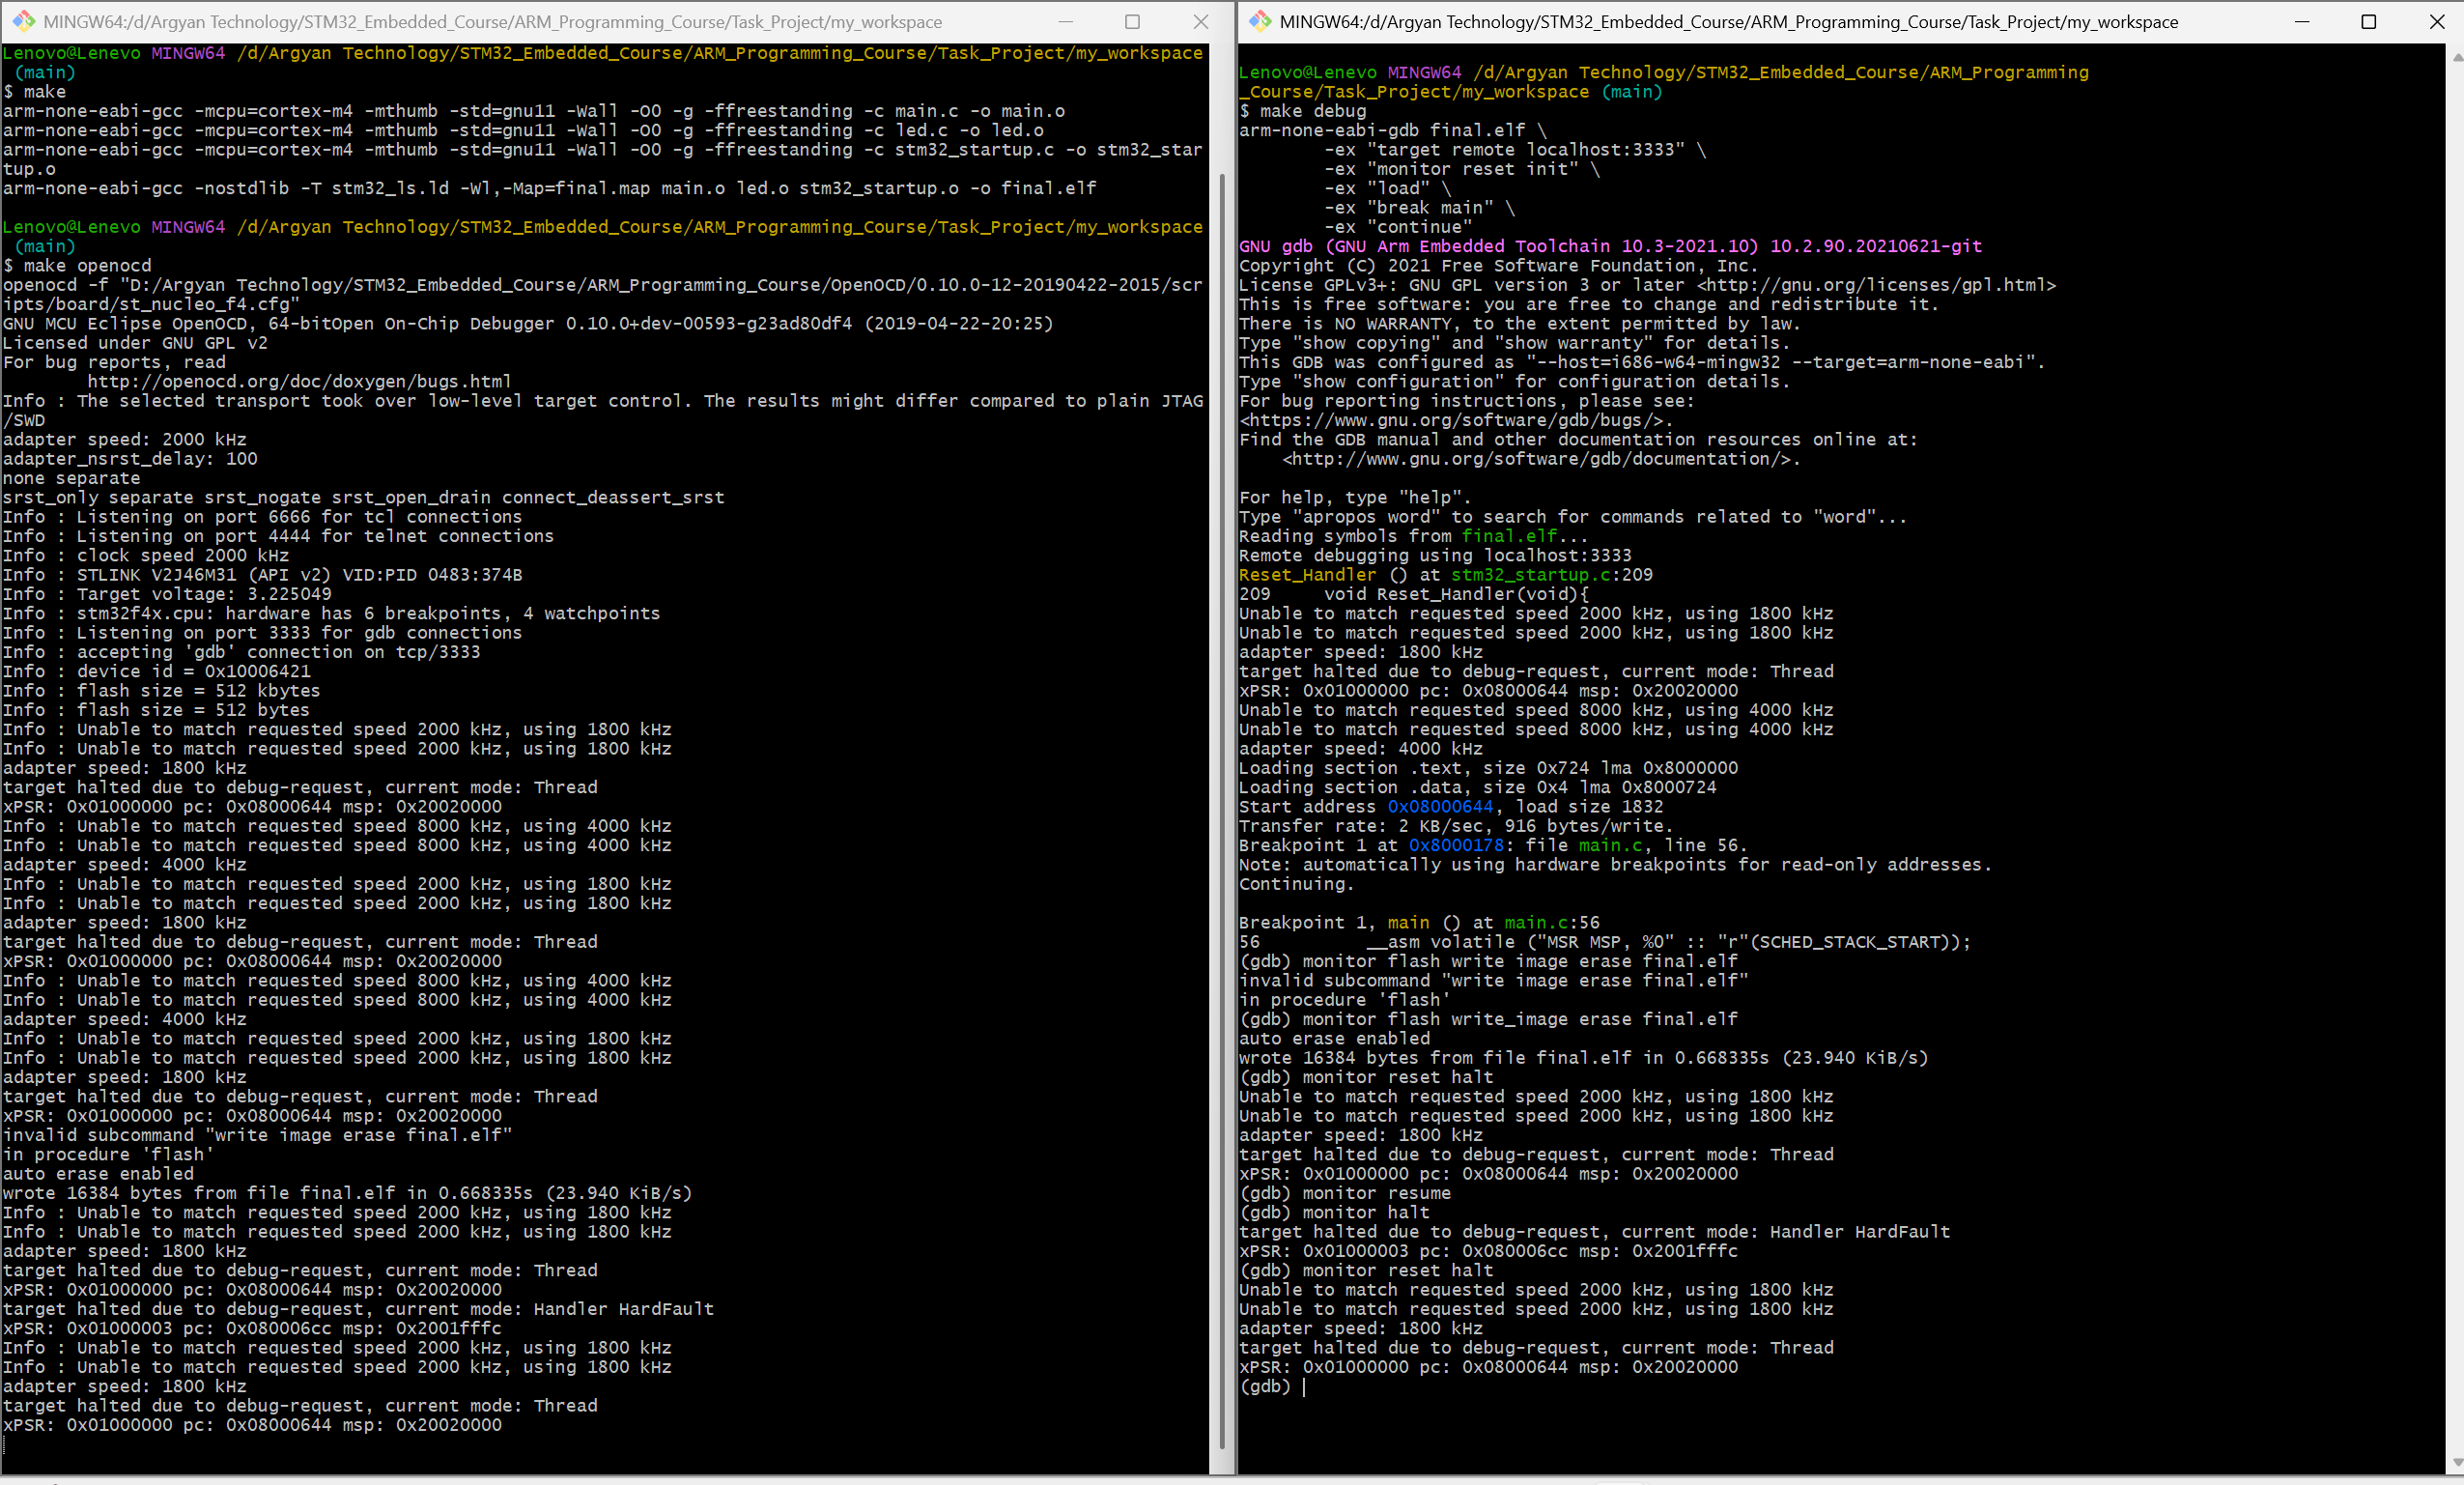 MINGW64:/d/Argyan Technology/STM32_Embedded_Course/ARM_Programming_Course/Task_Project/my_workspace
Lenovo@Lenevo MINGW64 /d/Argyan Technology/STM32_Embedded_Course/ARM_Programming_Course/Task_Project/my_workspace
(main)
$ make
arm-none-eabi-gcc -mcpu=cortex-m4 -mthumb -std=gnu11 -Wall -O0 -g -ffreestanding -c main.c -o main.o
arm-none-eabi-gcc -mcpu=cortex-m4 -mthumb -std=gnu11 -Wall -O0 -g -ffreestanding -c led.c -o led.o
arm-none-eabi-gcc -mcpu=cortex-m4 -mthumb -std=gnu11 -Wall -O0 -g -ffreestanding -c stm32_startup.c -o stm32_star
tup.o
arm-none-eabi-gcc -nostdlib -T stm32_ls.ld -Wl,-Map=final.map main.o led.o stm32_startup.o -o final.elf
Lenovo@Lenevo MINGW64 /d/Argyan Technology/STM32_Embedded_Course/ARM_Programming_Course/Task_Project/my_workspace
(main)
$ make openocd
openocd -f "D:/Argyan Technology/STM32_Embedded_Course/ARM_Programming_Course/OpenOCD/0.10.0-12-20190422-2015/scr
ipts/board/st_nucleo_f4.cfg"
GNU MCU Eclipse OpenOCD, 64-bitOpen On-Chip Debugger 0.10.0+dev-00593-g23ad80df4 (2019-04-22-20:25)
Licensed under GNU GPL v2
For bug reports, read
http://openocd.org/doc/doxygen/bugs.html
Info : The selected transport took over low-level target control. The results might differ compared to plain JTAG
/SWD
adapter speed: 2000 kHz
adapter_nsrst_delay: 100
none separate
srst_only separate srst_nogate srst_open_drain connect_deassert_srst
Info : Listening on port 6666 for tcl connections
Info : Listening on port 4444 for telnet connections
Info : clock speed 2000 kHz
Info : STLINK V2J46M31 (API v2) VID:PID 0483:374B
Info : Target voltage: 3.225049
Info : stm32f4x.cpu: hardware has 6 breakpoints, 4 watchpoints
Info : Listening on port 3333 for gdb connections
Info : accepting 'gdb' connection on tcp/3333
Info : device id = 0x10006421
Info : flash size = 512 kbytes
Info : flash size = 512 bytes
Info : Unable to match requested speed 2000 kHz, using 1800 kHz
Info : Unable to match requested speed 2000 kHz, using 1800 kHz
adapter speed: 1800 kHz
target halted due to debug-request, current mode: Thread
xPSR: 0x01000000 pc: 0x08000644 msp: 0x20020000
Info : Unable to match requested speed 8000 kHz, using 4000 kHz
Info : Unable to match requested speed 8000 kHz, using 4000 kHz
adapter speed: 4000 kHz
Info : Unable to match requested speed 2000 kHz, using 1800 kHz
Info : Unable to match requested speed 2000 kHz, using 1800 kHz
adapter speed: 1800 kHz
target halted due to debug-request, current mode: Thread
xPSR: 0x01000000 pc: 0x08000644 msp: 0x20020000
Info : Unable to match requested speed 8000 kHz, using 4000 kHz
Info : Unable to match requested speed 8000 kHz, using 4000 kHz
adapter speed: 4000 kHz
Info : Unable to match requested speed 2000 kHz, using 1800 kHz
Info : Unable to match requested speed 2000 kHz, using 1800 kHz
adapter speed: 1800 kHz
target halted due to debug-request, current mode: Thread
xPSR: 0x01000000 pc: 0x08000644 msp: 0x20020000
invalid subcommand "write image erase final.elf"
in procedure 'flash'
auto erase enabled
wrote 16384 bytes from file final.elf in 0.668335s (23.940 KiB/s)
Info : Unable to match requested speed 2000 kHz, using 1800 kHz
Info : Unable to match requested speed 2000 kHz, using 1800 kHz
adapter speed: 1800 kHz
target halted due to debug-request, current mode: Thread
xPSR: 0x01000000 pc: 0x08000644 msp: 0x20020000
target halted due to debug-request, current mode: Handler HardFault
xPSR: 0x01000003 pc: 0x080006cc msp: 0x2001fffc
Info : Unable to match requested speed 2000 kHz, using 1800 kHz
Info : Unable to match requested speed 2000 kHz, using 1800 kHz
adapter speed: 1800 kHz
target halted due to debug-request, current mode: Thread
xPSR: 0x01000000 pc: 0x08000644 msp: 0x20020000
MINGW64:/d/Argyan Technology/STM32_Embedded_Course/ARM_Programming_Course/Task_Project/my_workspace
Lenovo@Lenevo MINGW64 /d/Argyan Technology/STM32_Embedded_Course/ARM_Programming
_Course/Task_Project/my_workspace (main)
$ make debug
arm-none-eabi-gdb final.elf \
-ex "target remote localhost:3333" \
-ex "monitor reset init" \
-ex "load" \
-ex "break main" \
-ex "continue"
GNU gdb (GNU Arm Embedded Toolchain 10.3-2021.10) 10.2.90.20210621-git
Copyright (C) 2021 Free Software Foundation, Inc.
License GPLv3+: GNU GPL version 3 or later <http://gnu.org/licenses/gpl.html>
This is free software: you are free to change and redistribute it.
There is NO WARRANTY, to the extent permitted by law.
Type "show copying" and "show warranty" for details.
This GDB was configured as "--host=i686-w64-mingw32 --target=arm-none-eabi".
Type "show configuration" for configuration details.
For bug reporting instructions, please see:
<https://www.gnu.org/software/gdb/bugs/>.
Find the GDB manual and other documentation resources online at:
<http://www.gnu.org/software/gdb/documentation/>.
For help, type "help".
Type "apropos word" to search for commands related to "word"...
Reading symbols from final.elf...
Remote debugging using localhost:3333
Reset_Handler () at stm32_startup.c:209
209 void Reset_Handler(void){
Unable to match requested speed 2000 kHz, using 1800 kHz
Unable to match requested speed 2000 kHz, using 1800 kHz
adapter speed: 1800 kHz
target halted due to debug-request, current mode: Thread
xPSR: 0x01000000 pc: 0x08000644 msp: 0x20020000
Unable to match requested speed 8000 kHz, using 4000 kHz
Unable to match requested speed 8000 kHz, using 4000 kHz
adapter speed: 4000 kHz
Loading section .text, size 0x724 lma 0x8000000
Loading section .data, size 0x4 lma 0x8000724
Start address 0x08000644, load size 1832
Transfer rate: 2 KB/sec, 916 bytes/write.
Breakpoint 1 at 0x8000178: file main.c, line 56.
Note: automatically using hardware breakpoints for read-only addresses.
Continuing.
Breakpoint 1, main () at main.c:56
56 __asm volatile ("MSR MSP, %0" :: "r"(SCHED_STACK_START));
(gdb) monitor flash write image erase final.elf
invalid subcommand "write image erase final.elf"
in procedure 'flash'
(gdb) monitor flash write_image erase final.elf
auto erase enabled
wrote 16384 bytes from file final.elf in 0.668335s (23.940 KiB/s)
(gdb) monitor reset halt
Unable to match requested speed 2000 kHz, using 1800 kHz
Unable to match requested speed 2000 kHz, using 1800 kHz
adapter speed: 1800 kHz
target halted due to debug-request, current mode: Thread
xPSR: 0x01000000 pc: 0x08000644 msp: 0x20020000
(gdb) monitor resume
(gdb) monitor halt
target halted due to debug-request, current mode: Handler HardFault
xPSR: 0x01000003 pc: 0x080006cc msp: 0x2001fffc
(gdb) monitor reset halt
Unable to match requested speed 2000 kHz, using 1800 kHz
Unable to match requested speed 2000 kHz, using 1800 kHz
adapter speed: 1800 kHz
target halted due to debug-request, current mode: Thread
xPSR: 0x01000000 pc: 0x08000644 msp: 0x20020000
(gdb)